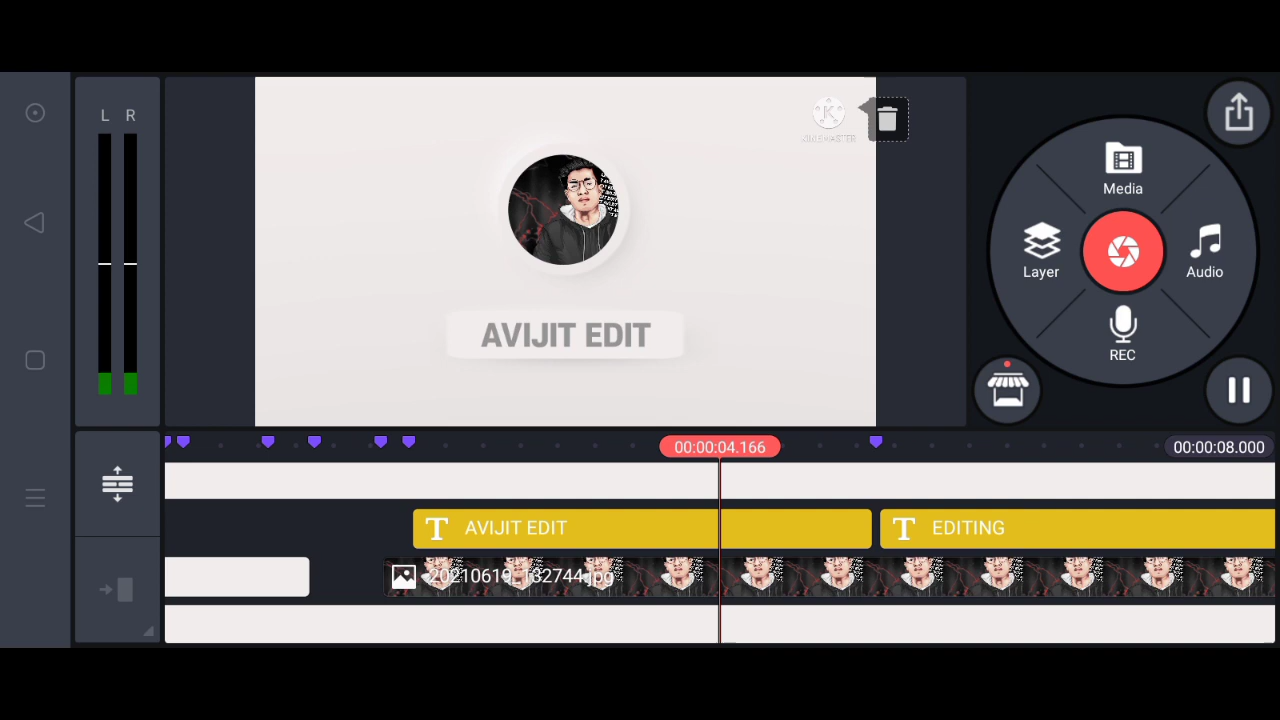 L R
KINEMASTER
AVIJIT EDIT
Media
Layer
Audio
REC
00:00:04.166
00:00:08.000
T AVIJIT EDIT
T EDITING
20210619_132744.jpg